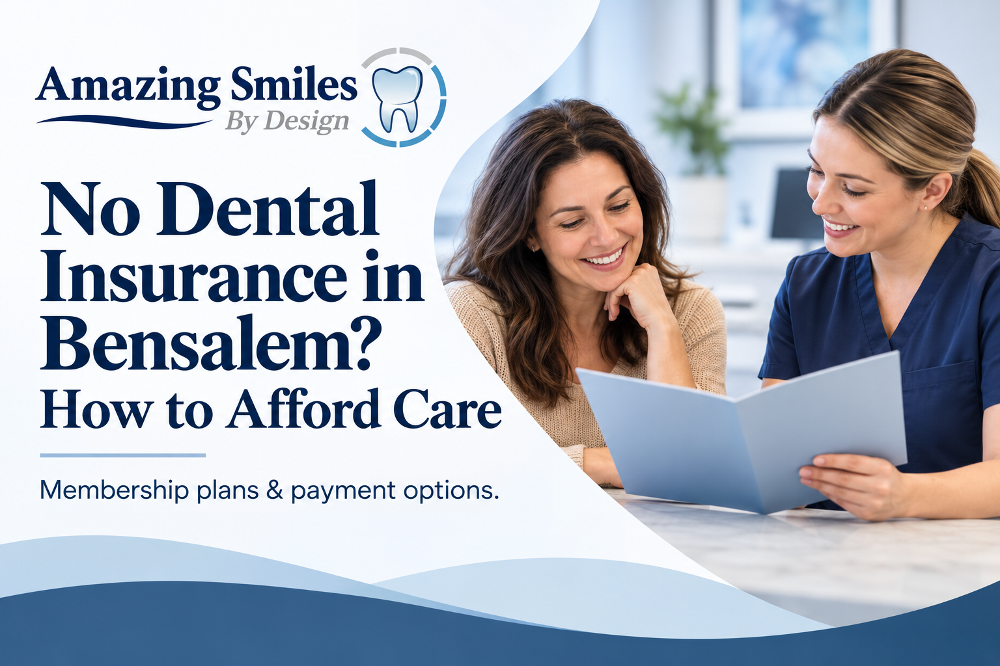 Amazing Smiles
By Design
No Dental
Insurance in
Bensalem?
How to Afford Care
Membership plans & payment options.